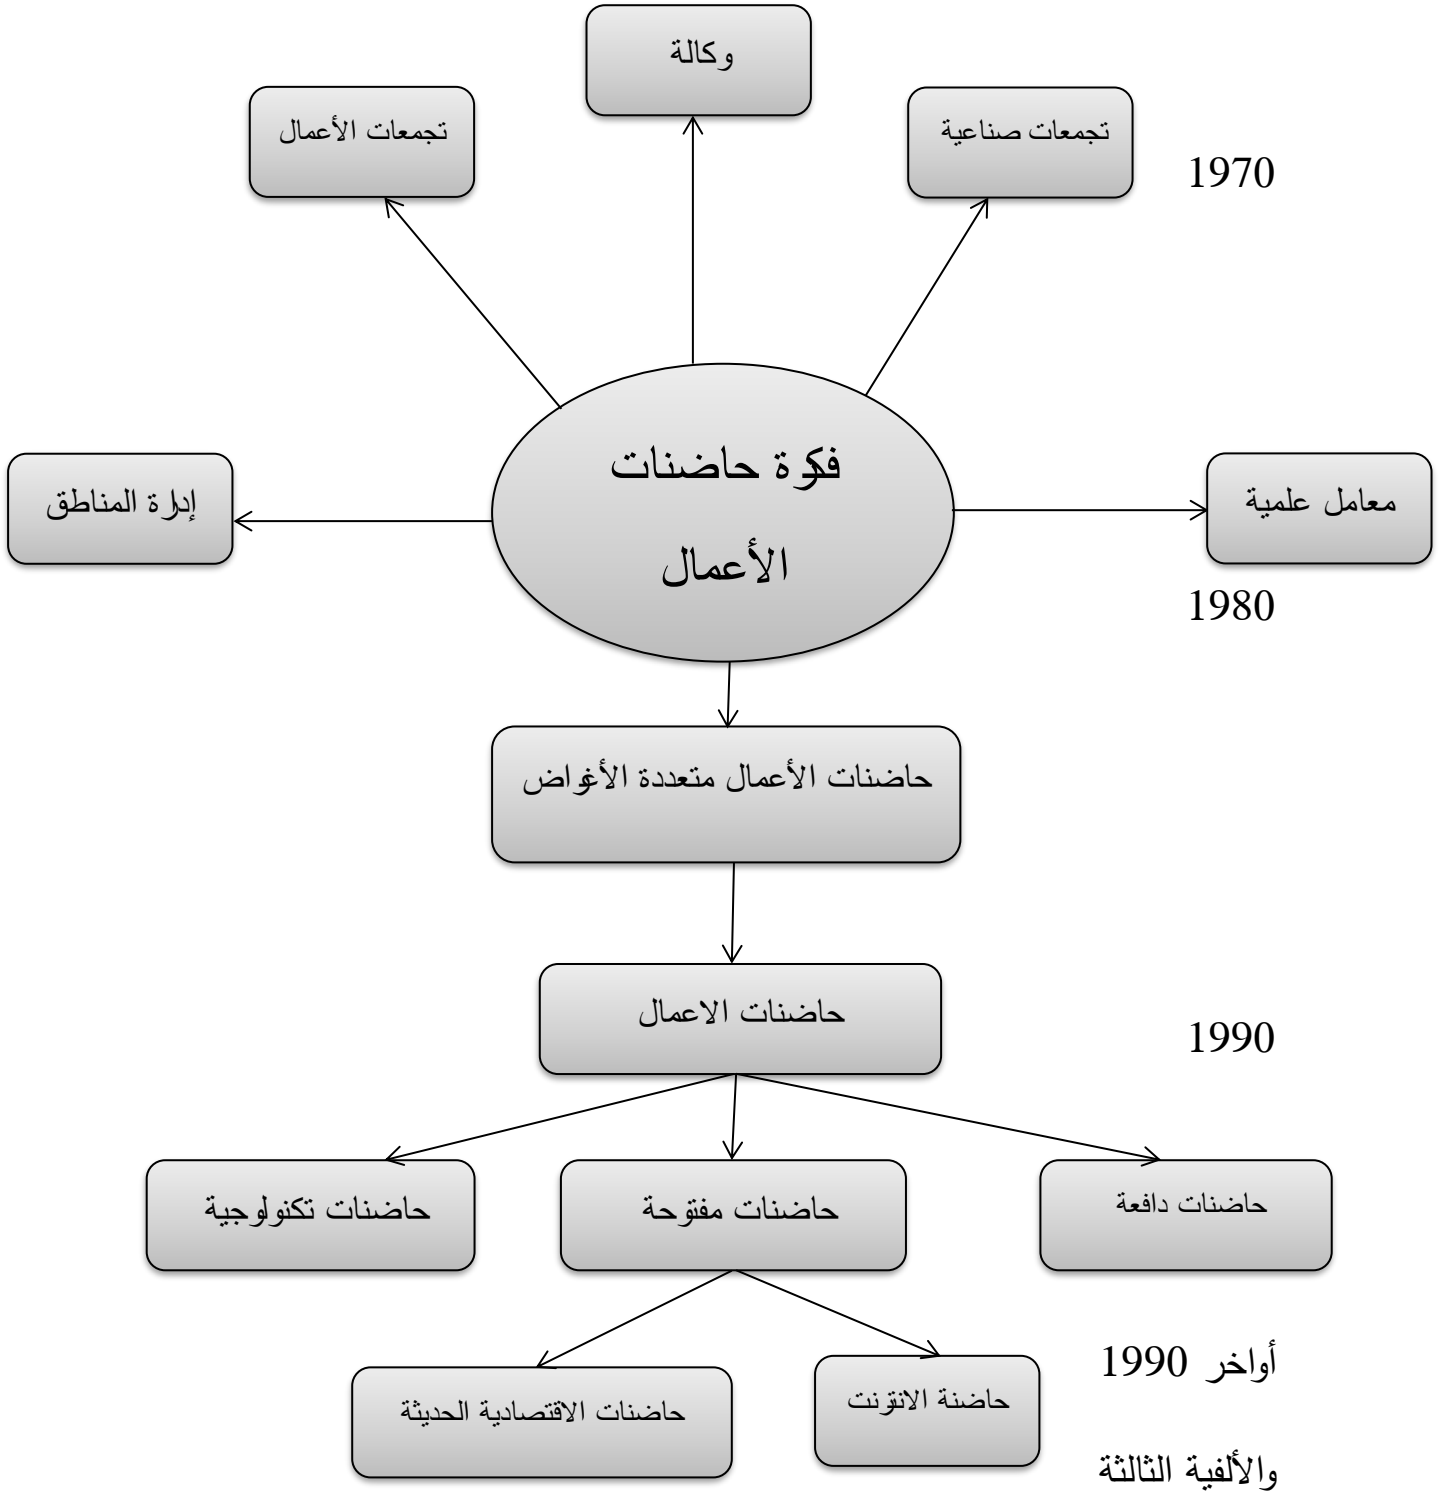 وكالة
تجمعات صناعية
تجمعات الأعمال
1970
فكرة حاضنات
الأعمال
معامل علمية
إدارة المناطق
1980
حاضنات الأعمال متعددة الأغراض
حاضنات الاعمال
1990
حاضنات دافعة
حاضنات مفتوحة
حاضنات تكنولوجية
أواخر 1990
حاضنة الانترنت
حاضنات الاقتصادية الحديثة
والألفية الثالثة